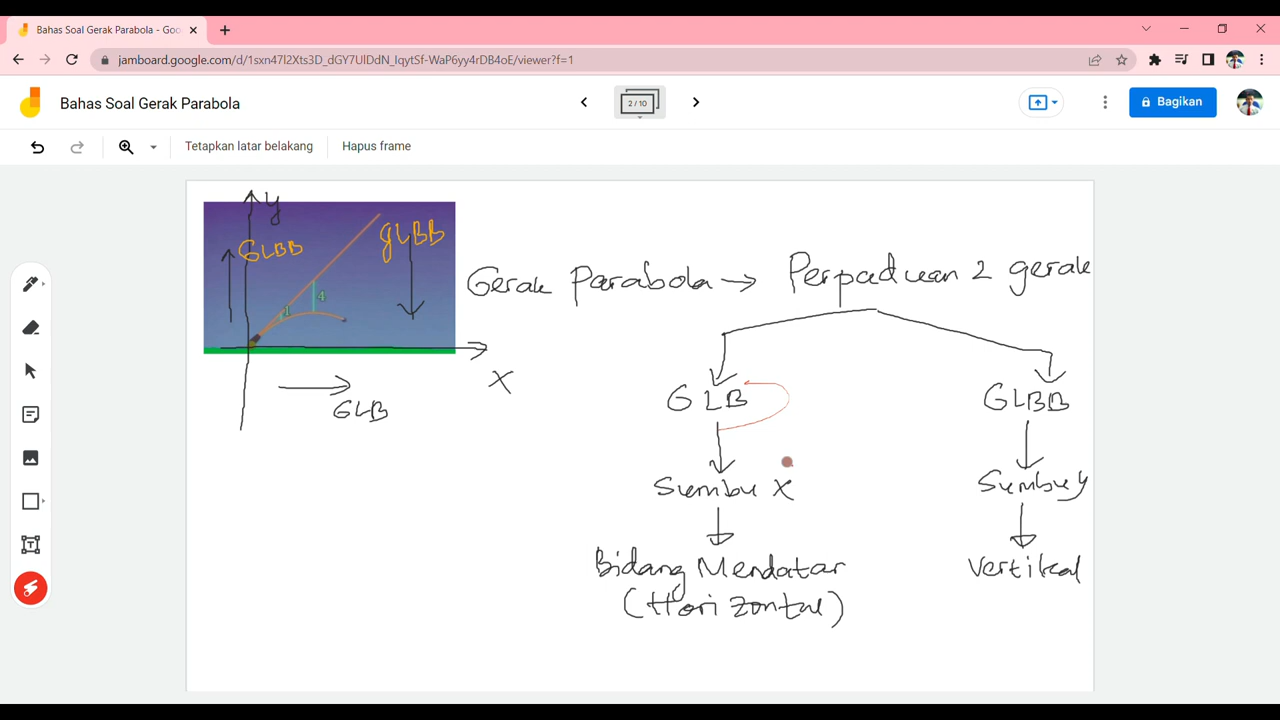 Bahas Soal Gerak Parabola - Goo
jamboard.google.com/d/1sxn47l2Xts3D_dGY7UlDdN_IqytSf-WaP6yy4rDB4oE/viewer?f=1
Bahas Soal Gerak Parabola
2 / 10
Bagikan
Tetapkan latar belakang
Hapus frame
y
GLBB
gLBB
1
4
X
GLB
Gerak Parabola → Perpaduan 2 gerak
GLB
GLBB
Sumbu X
Sumbu y
Bidang Mendatar
(Horizontal)
Vertikal